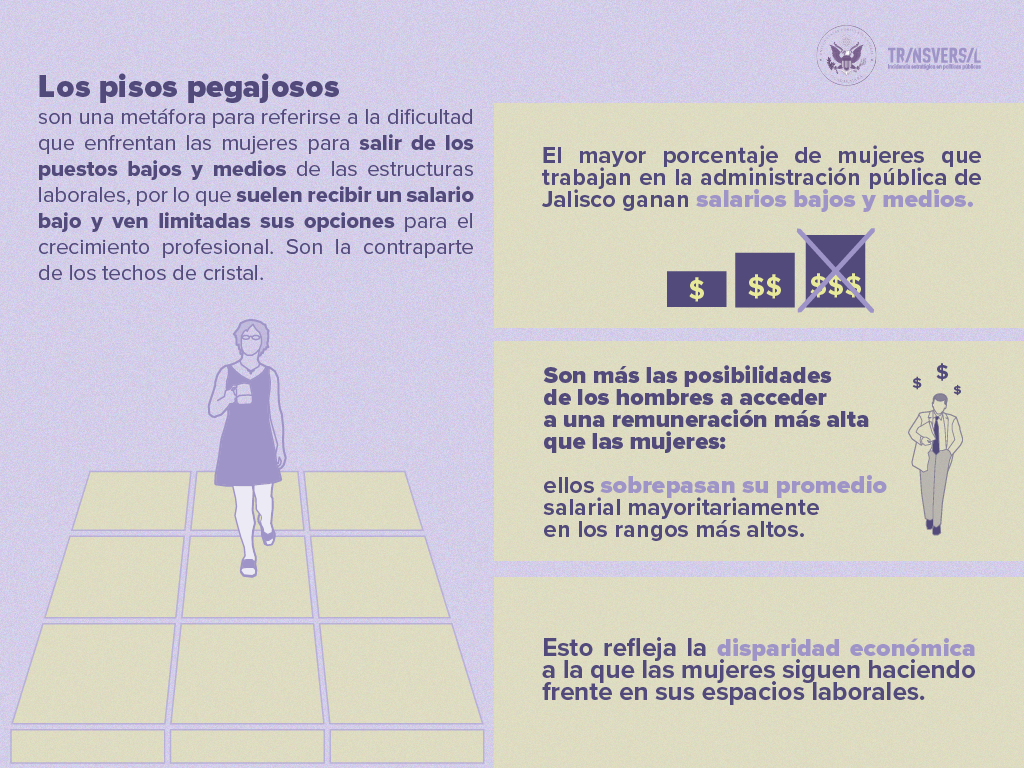 TR/NSVERS/L
Incidencia estratégica en políticas públicas
Los pisos pegajosos
son una metáfora para referirse a la dificultad
que enfrentan las mujeres para salir de los
puestos bajos y medios de las estructuras
laborales, por lo que suelen recibir un salario
bajo y ven limitadas sus opciones para el
crecimiento profesional. Son la contraparte
de los techos de cristal.
El mayor porcentaje de mujeres que
trabajan en la administración pública de
Jalisco ganan salarios bajos y medios.
$ $$ $$$
Son más las posibilidades
de los hombres a acceder
a una remuneración más alta
que las mujeres:
$ $ $
ellos sobrepasan su promedio
salarial mayoritariamente
en los rangos más altos.
Esto refleja la disparidad económica
a la que las mujeres siguen haciendo
frente en sus espacios laborales.